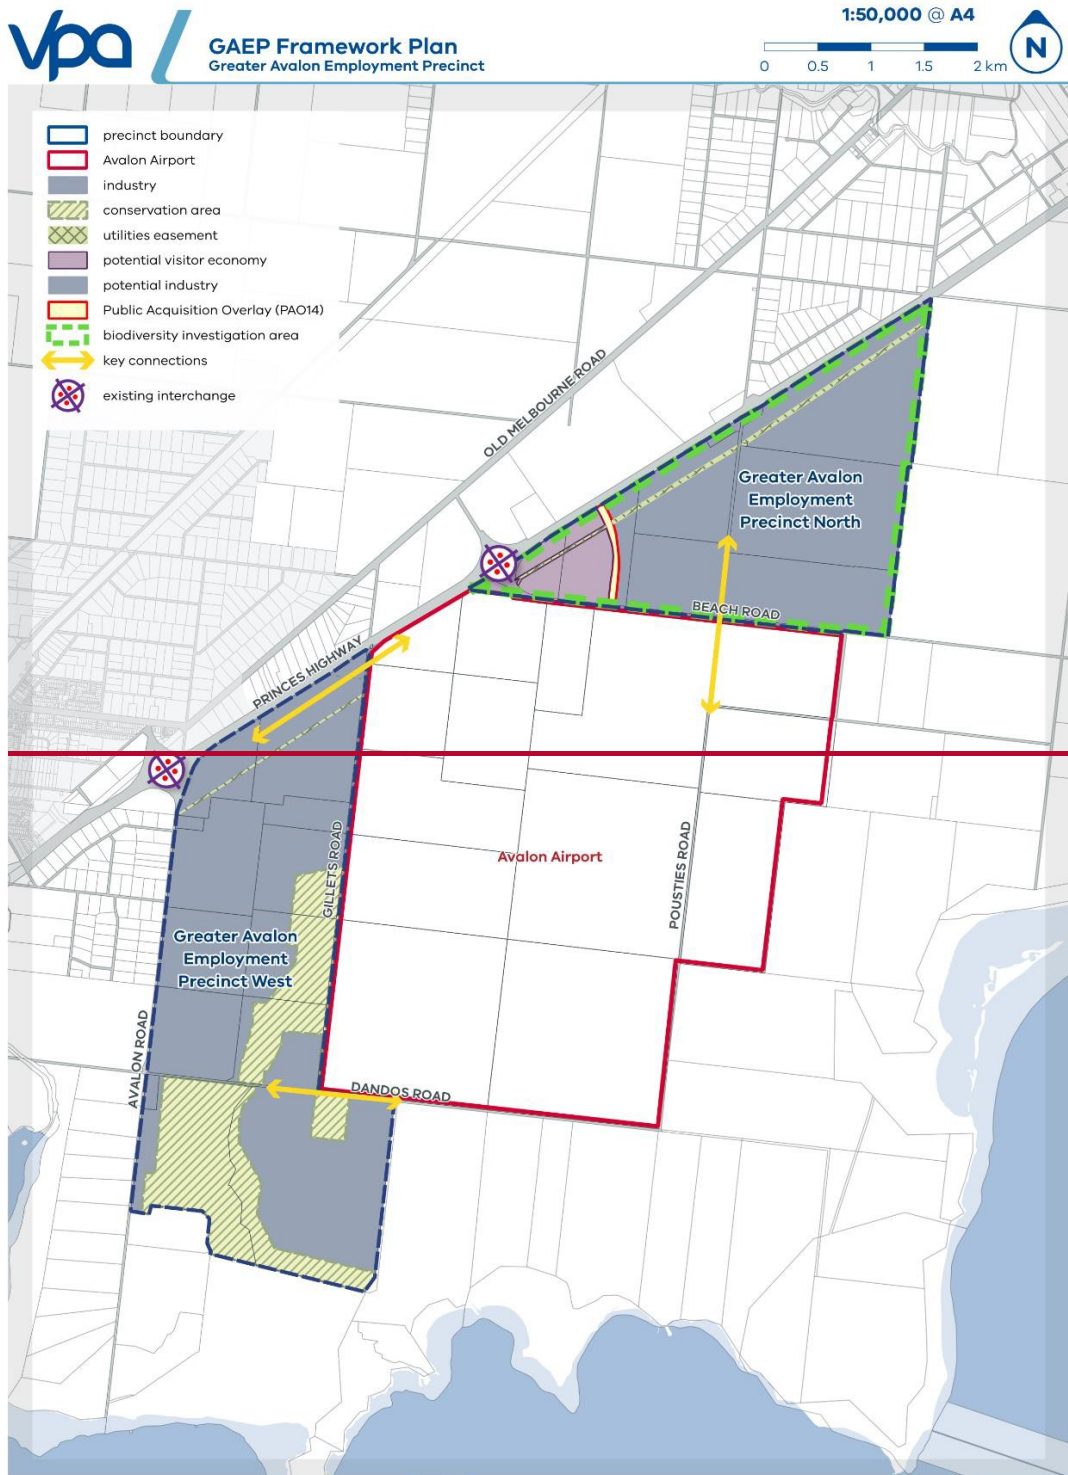 vpa
GAEP Framework Plan
Greater Avalon Employment Precinct
1:50,000 @ A4
0 0.5 1 1.5 2 km
N
precinct boundary
Avalon Airport
industry
conservation area
utilities easement
potential visitor economy
potential industry
Public Acquisition Overlay (PAO14)
biodiversity investigation area
key connections
existing interchange
OLD MELBOURNE ROAD
Greater Avalon
Employment
Precinct North
BEACH ROAD
PRINCES HIGHWAY
GILLETS ROAD
Avalon Airport
POUSTIES ROAD
Greater Avalon
Employment
Precinct West
AVALON ROAD
DANDOS ROAD